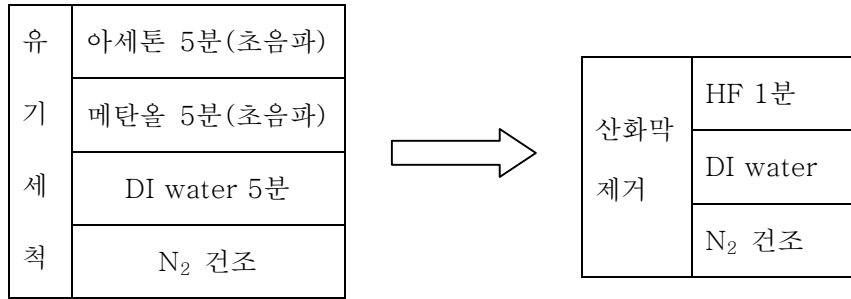 유기세척
아세톤 5분(초음파)
메탄올 5분(초음파)
DI water 5분
N₂ 건조
산화막
제거
HF 1분
DI water
N₂ 건조